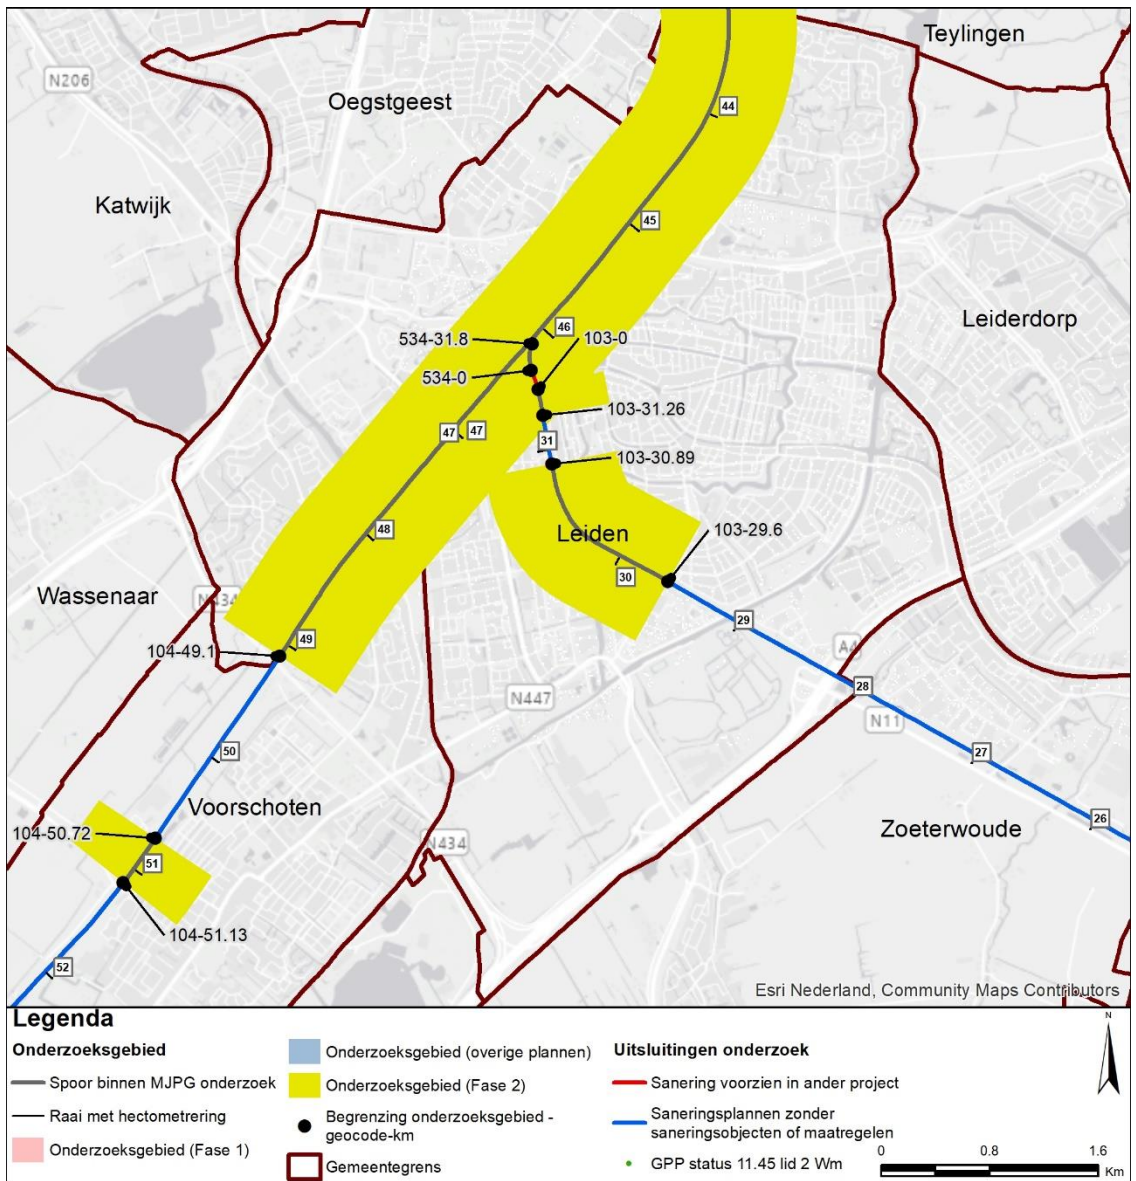 Teylingen
N206
Oegstgeest
44
Katwijk
45
Leiderdorp
46
534-31.8
103-0
534-0
103-31.26
47
47
31
103-30.89
48
Leiden
103-29.6
30
Wassenaar
N434
29
49
104-49.1
A4
28
N447
N11
50
27
Voorschoten
26
104-50.72
Zoeterwoude
N434
51
104-51.13
52
Esri Nederland, Community Maps Contributors
Legenda
Onderzoeksgebied
Spoor binnen MJPG onderzoek
Raai met hectometrering
Onderzoeksgebied (Fase 1)
Onderzoeksgebied (overige plannen)
Onderzoeksgebied (Fase 2)
Begrenzing onderzoeksgebied -
geocode-km
Gemeentegrens
Uitsluitingen onderzoek
Sanering voorzien in ander project
Saneringsplannen zonder
saneringsobjecten of maatregelen
GPP status 11.45 lid 2 Wm
N
0 0.8 1.6
Km